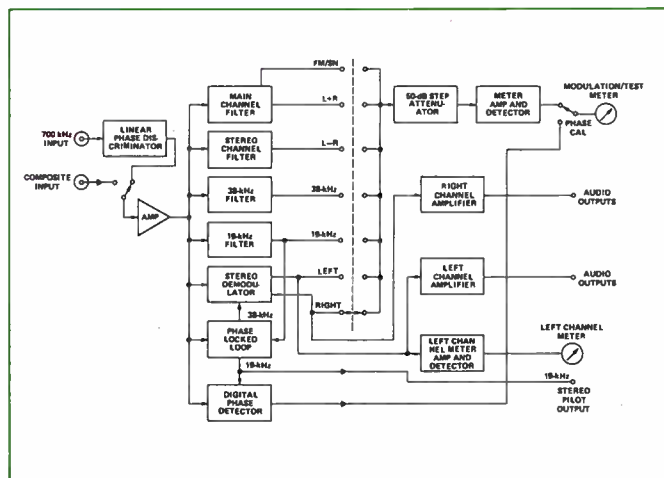 FM/SN
MAIN
CHANNEL
FILTER
L+R
50-dB STEP
ATTENU-
ATOR
METER
AMP AND
DETECTOR
MODULATION/TEST
METER
PHASE
CAL
700 kHz
INPUT
LINEAR
PHASE DIS
CRIMINATOR
STEREO
CHANNEL
FILTER
L—R
COMPOSITE
INPUT
AMP
38-kHz
FILTER
38-kHz
RIGHT
CHANNEL
AMPLIFIER
AUDIO
OUTPUTS
19-kHz
FILTER
19-kHz
STEREO
DEMODU-
LATOR
LEFT
LEFT
CHANNEL
AMPLIFIER
AUDIO
OUTPUTS
RIGHT
38-kHz
PHASE
LOCKED
LOOP
LEFT CHAN
NEL METER
AMP AND
DETECTOR
LEFT CHANNEL
METER
19-kHz
19-kHz
STEREO
PILOT
OUTPUT
DIGITAL
PHASE
DETECTOR